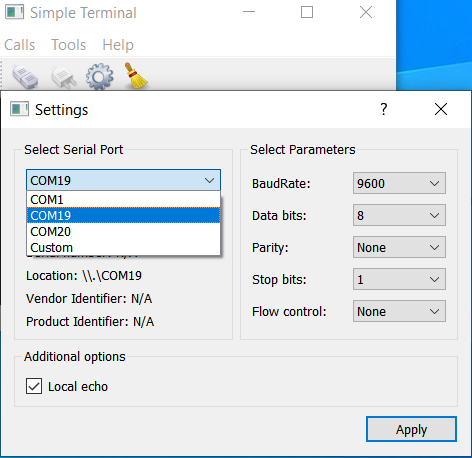 Simple Terminal
Calls Tools Help
Settings
?
Select Serial Port
COM19
COM1
COM19
COM20
Custom
Location: \\.\COM19
Vendor Identifier: N/A
Product Identifier: N/A
Select Parameters
BaudRate: 9600
Data bits: 8
Parity: None
Stop bits: 1
Flow control: None
Additional options
Local echo
Apply